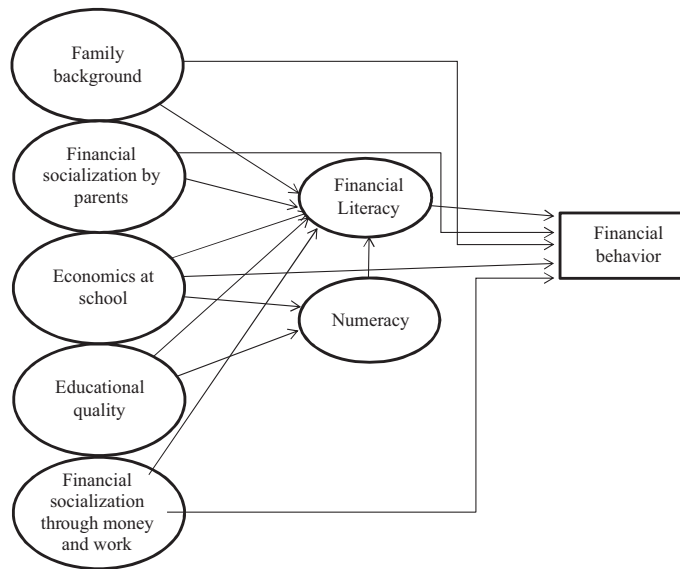 Family
background
Financial
socialization by
parents
Economics at
school
Educational
quality
Financial
socialization
through money
and work
Financial
Literacy
Numeracy
Financial
behavior